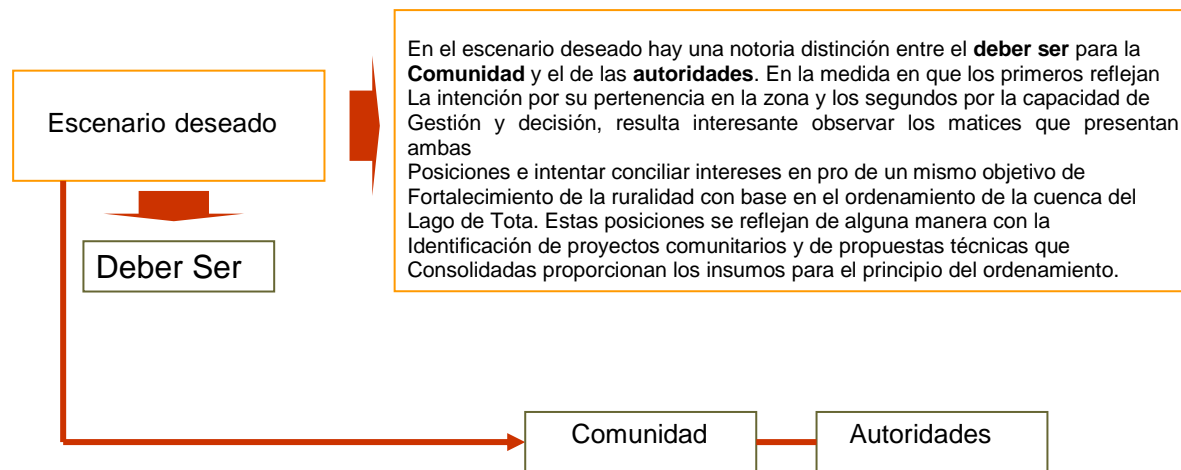 Escenario deseado
En el escenario deseado hay una notoria distinción entre el deber ser para la
Comunidad y el de las autoridades. En la medida en que los primeros reflejan
La intención por su pertenencia en la zona y los segundos por la capacidad de
Gestión y decisión, resulta interesante observar los matices que presentan
ambas
Posiciones e intentar conciliar intereses en pro de un mismo objetivo de
Fortalecimiento de la ruralidad con base en el ordenamiento de la cuenca del
Lago de Tota. Estas posiciones se reflejan de alguna manera con la
Identificación de proyectos comunitarios y de propuestas técnicas que
Consolidadas proporcionan los insumos para el principio del ordenamiento.
Deber Ser
Comunidad
Autoridades